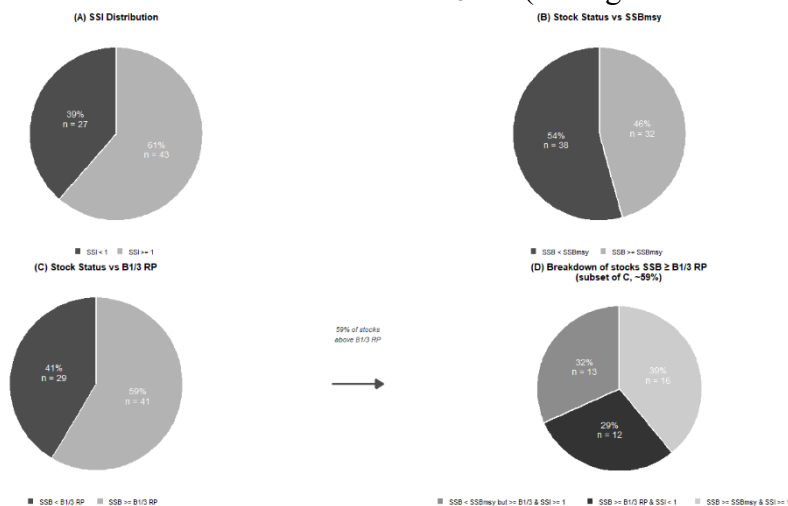 (A) SSI Distribution
39%
n = 27
61%
n = 43
SSI < 1 SSI >= 1
(B) Stock Status vs SSBmsy
54%
n = 38
46%
n = 32
SSB < SSBmsy SSB >= SSBmsy
(C) Stock Status vs B1/3 RP
41%
n = 29
59%
n = 41
SSB < B1/3 RP SSB >= B1/3 RP
59% of stocks
above B1/3 RP
(D) Breakdown of stocks SSB ≥ B1/3 RP
(subset of C, ~59%)
32%
n = 13
39%
n = 16
29%
n = 12
SSB < SSBmsy but >= B1/3 & SSI >= 1 SSB >= B1/3 RP & SSI < 1 SSB >= SSBmsy & SSI >= 1